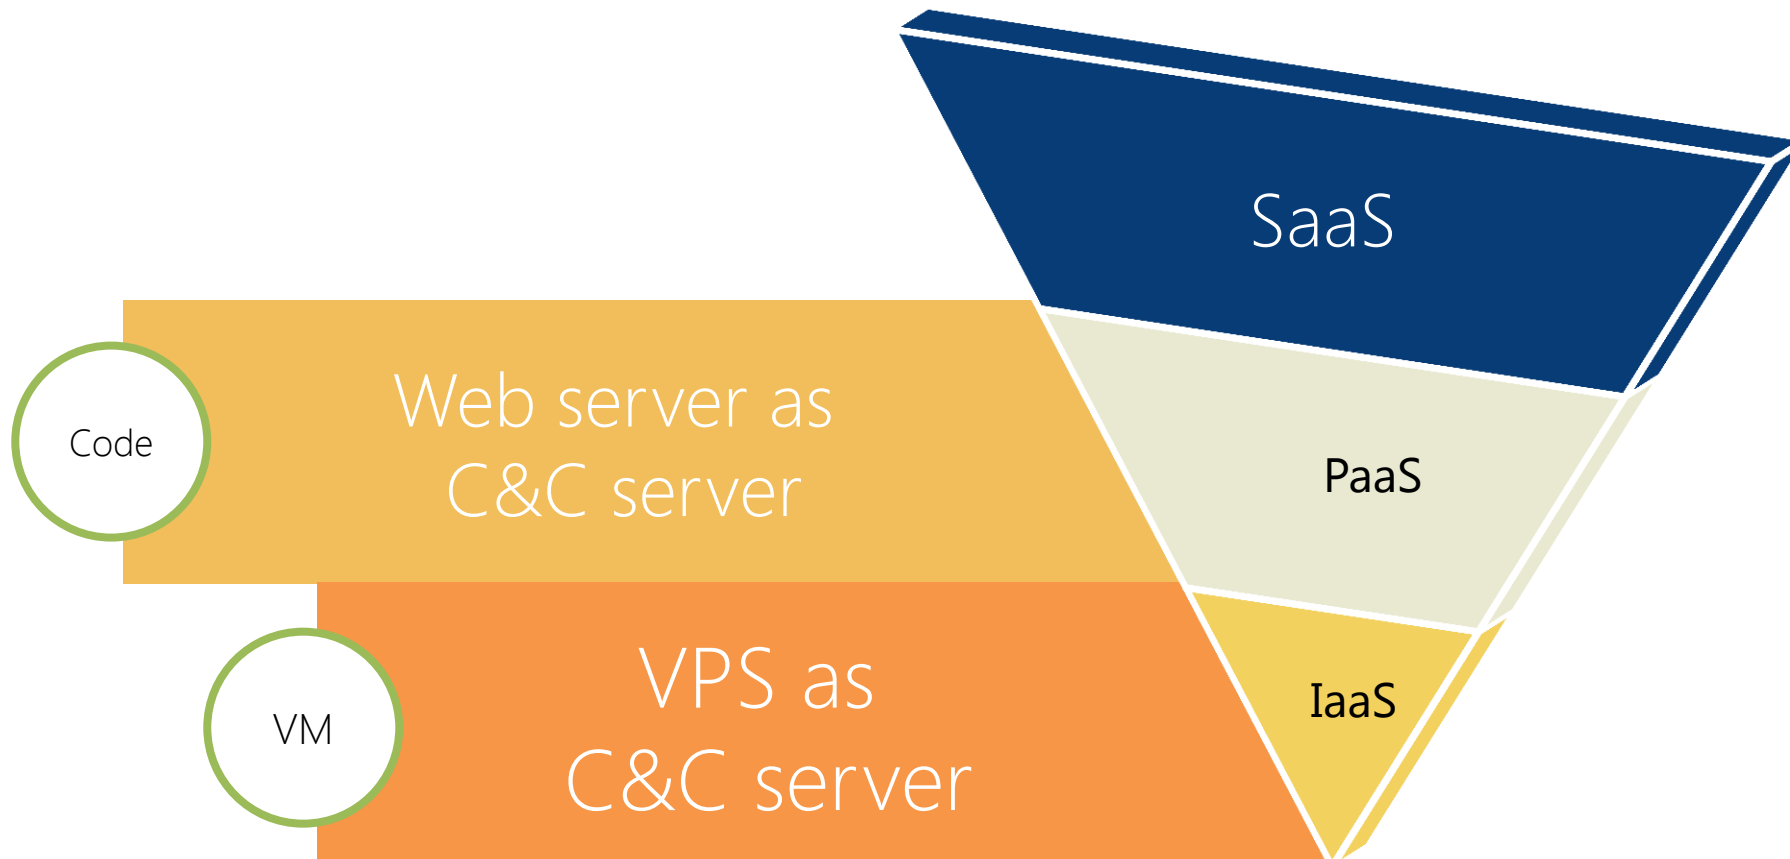 SaaS
Code
Web server as
C&C server
PaaS
VM
VPS as
C&C server
IaaS